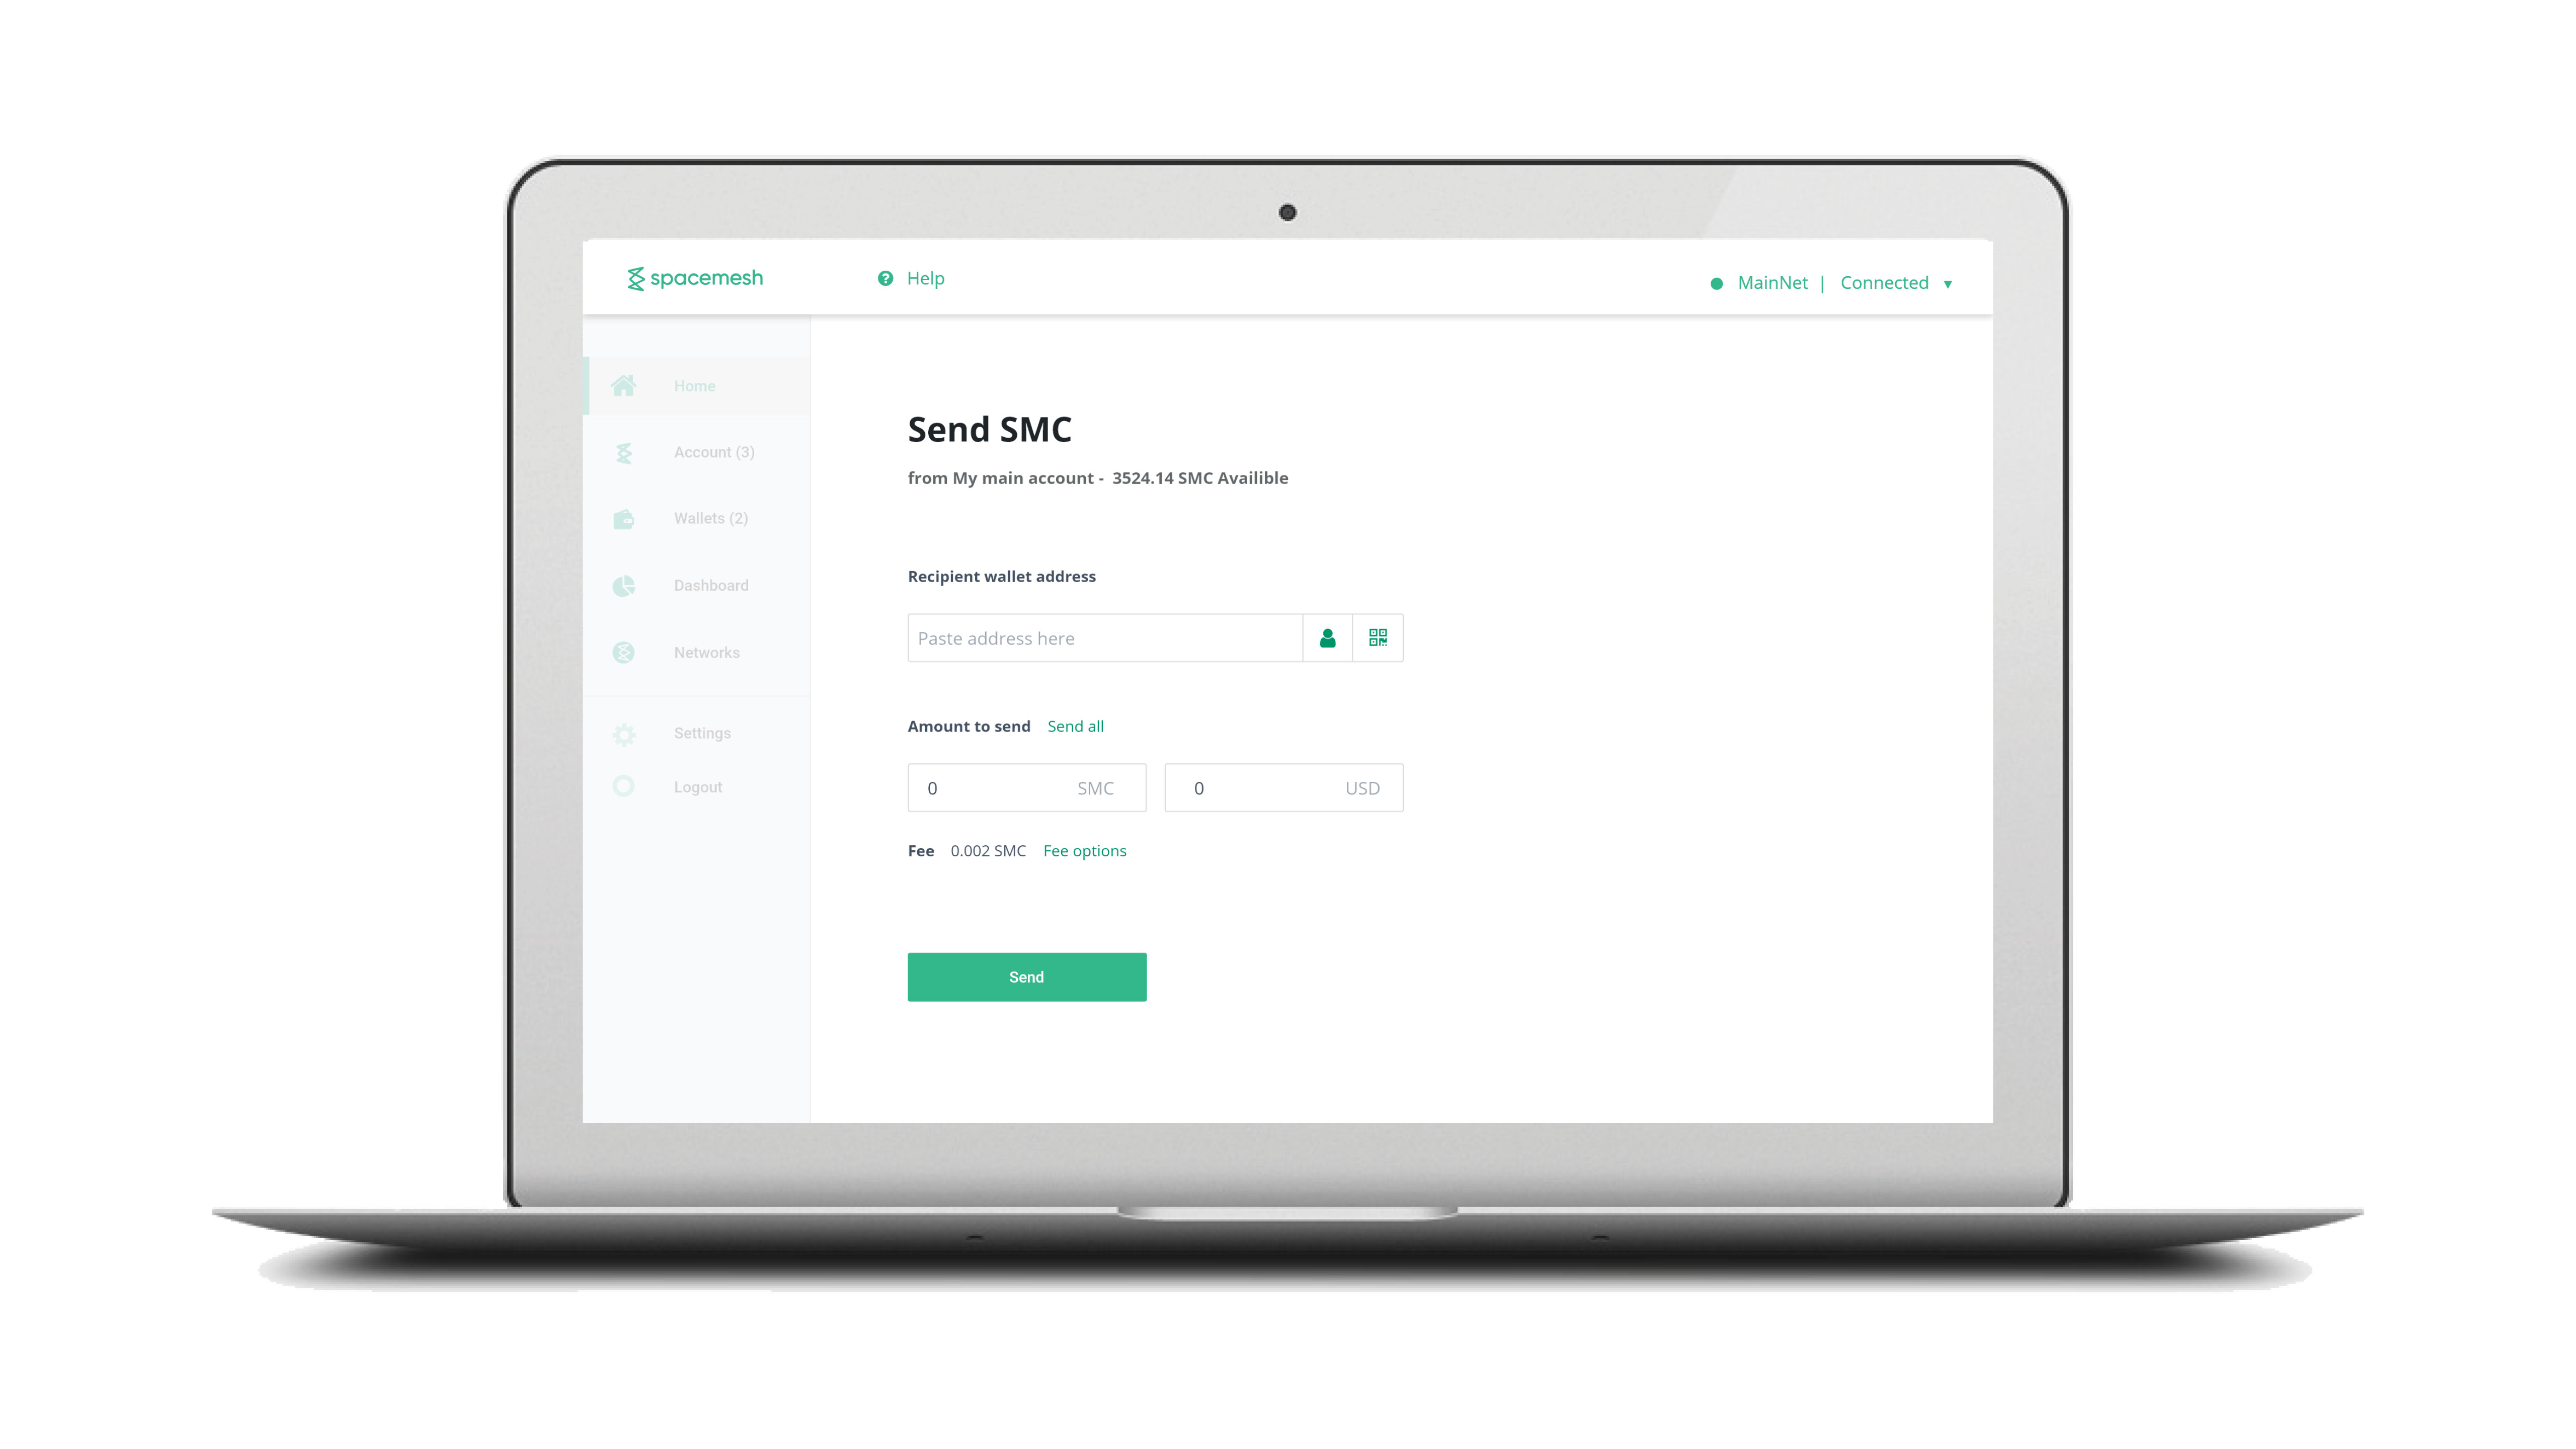 spacemesh
Help
MainNet | Connected ▾
Home
Account (3)
Wallets (2)
Dashboard
Networks
Settings
Logout
Send SMC
from My main account - 3524.14 SMC Availible
Recipient wallet address
Paste address here
Amount to send Send all
0 SMC 0 USD
Fee 0.002 SMC Fee options
Send